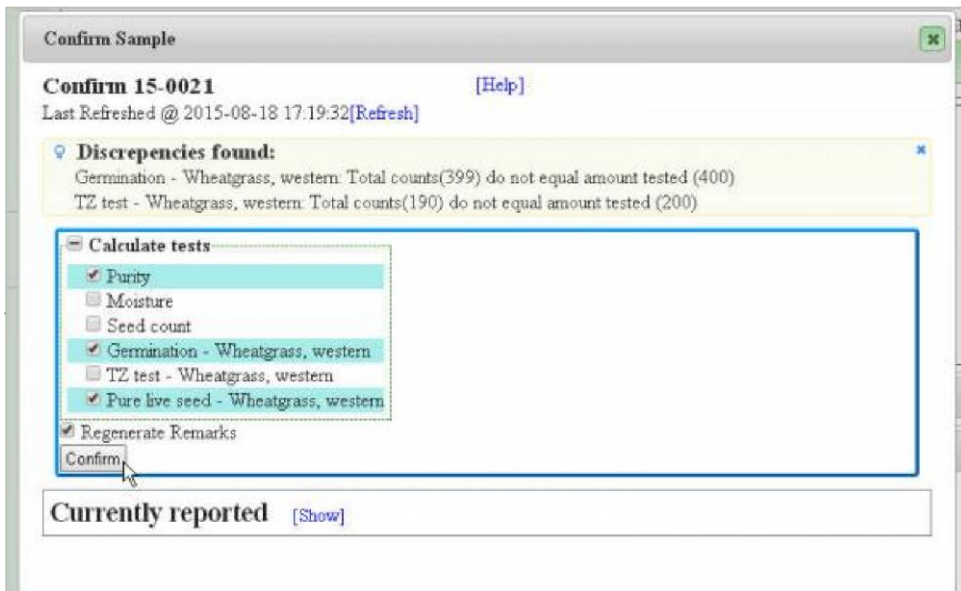 Confirm Sample
Confirm 15-0021 [Help]
Last Refreshed @ 2015-08-18 17:19:32[Refresh]
Discrepencies found:
Germination - Wheatgrass, western: Total counts(399) do not equal amount tested (400)
TZ test - Wheatgrass, western: Total counts(190) do not equal amount tested (200)
Calculate tests
Purity
Moisture
Seed count
Germination - Wheatgrass, western
TZ test - Wheatgrass, western
Pure live seed - Wheatgrass, western
Regenerate Remarks
Confirm
Currently reported [Show]